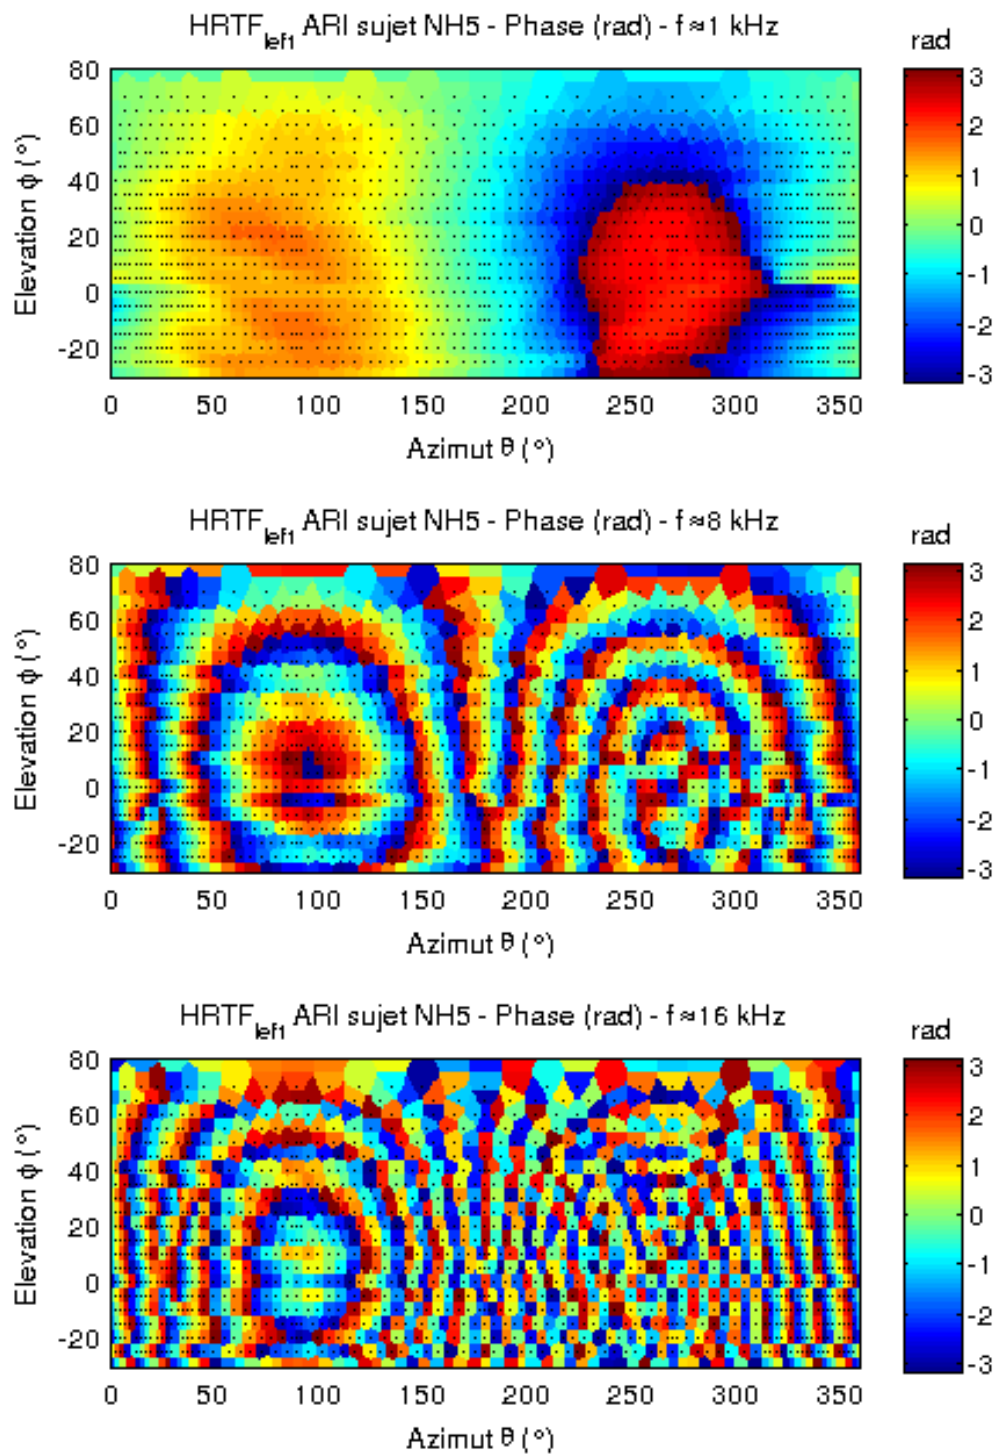 HRTFleft ARI sujet NH5 - Phase (rad) - f≈1 kHz
rad
80
60
40
20
0
-20
Elevation ϕ (°)
0 50 100 150 200 250 300 350
Azimut θ (°)
3
2
1
0
-1
-2
-3
HRTFleft ARI sujet NH5 - Phase (rad) - f≈8 kHz
rad
80
60
40
20
0
-20
Elevation ϕ (°)
0 50 100 150 200 250 300 350
Azimut θ (°)
3
2
1
0
-1
-2
-3
HRTFleft ARI sujet NH5 - Phase (rad) - f≈16 kHz
rad
80
60
40
20
0
-20
Elevation ϕ (°)
0 50 100 150 200 250 300 350
Azimut θ (°)
3
2
1
0
-1
-2
-3